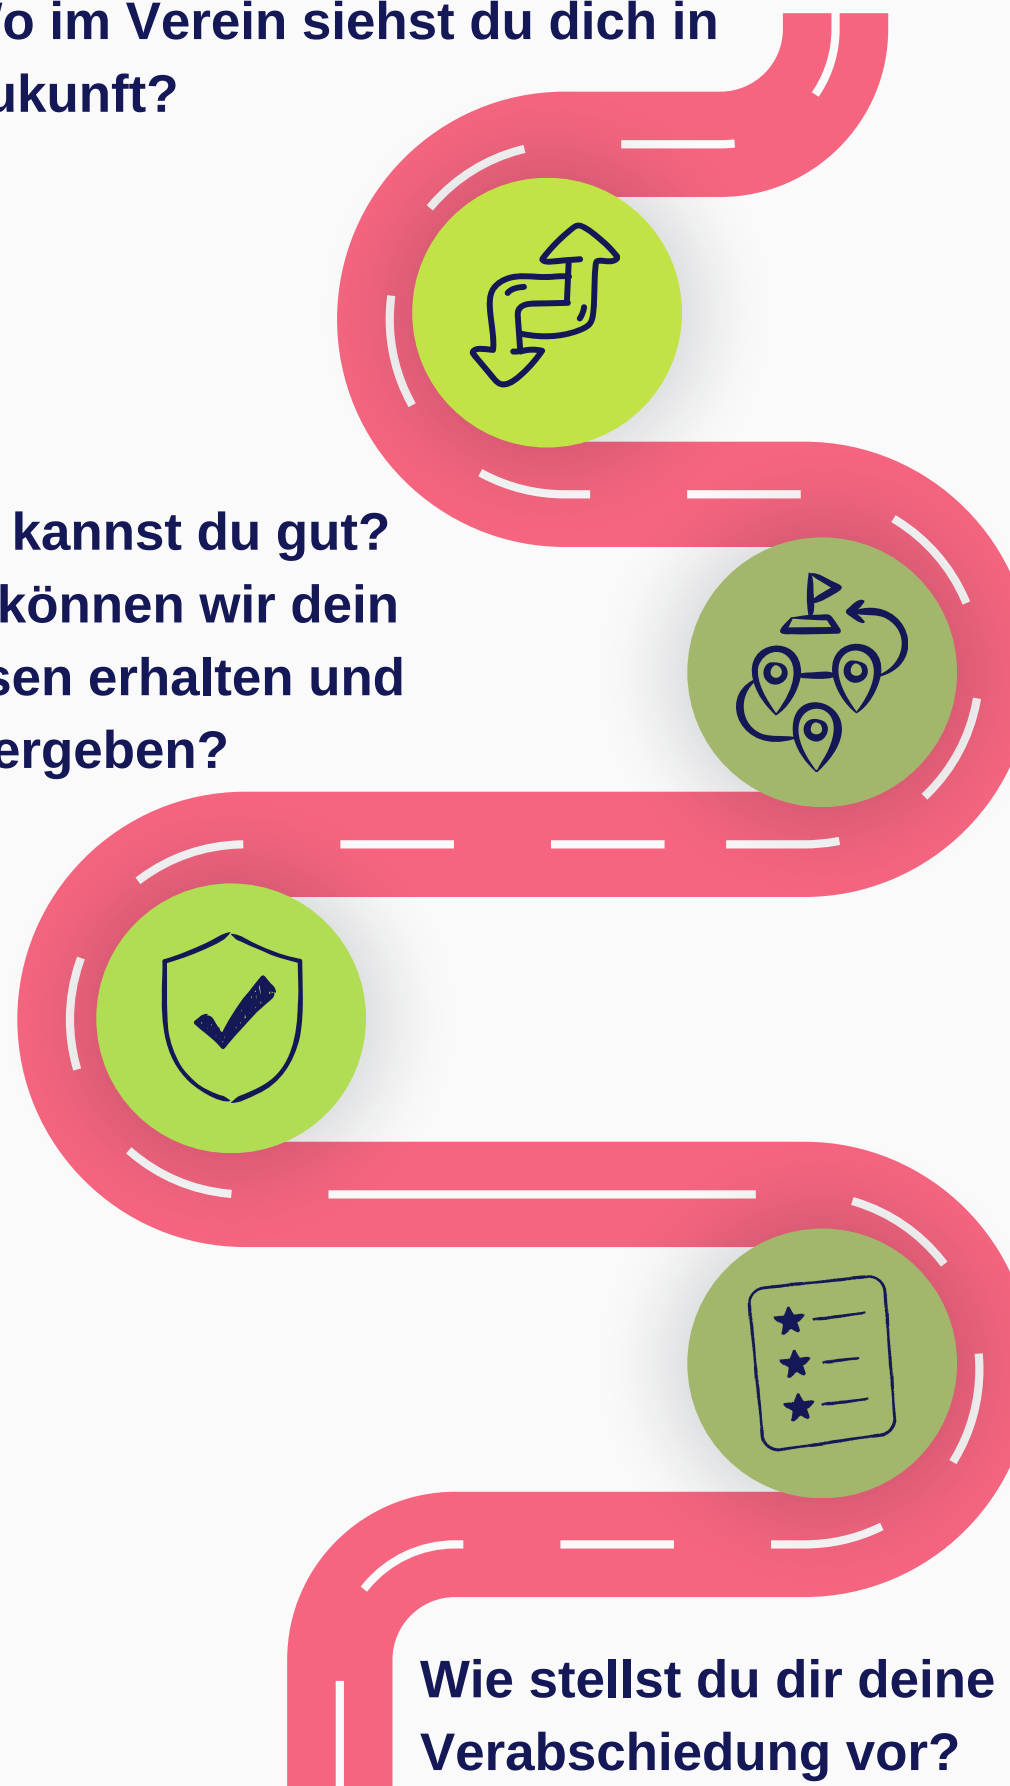 o im Verein siehst du dich in
ukunft?
kannst du gut?
können wir dein
sen erhalten und
ergeben?
Wie stellst du dir deine
Verabschiedung vor?